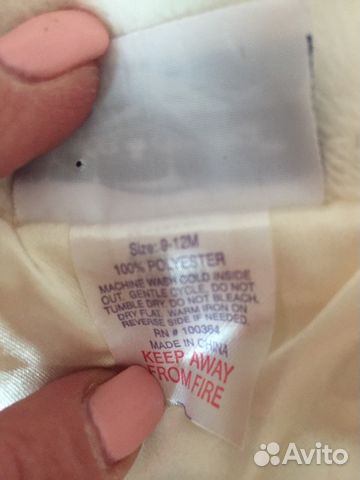 Size: 9-12M
100% POLYESTER
MACHINE WASH COLD INSIDE
OUT. GENTLE CYCLE. DO NOT
TUMBLE DRY DO NOT BLEACH.
DRY FLAT. WARM IRON ON
REVERSE SIDE IF NEEDED.
RN # 100364
MADE IN CHINA
KEEP AWAY
FROM FIRE
Avito